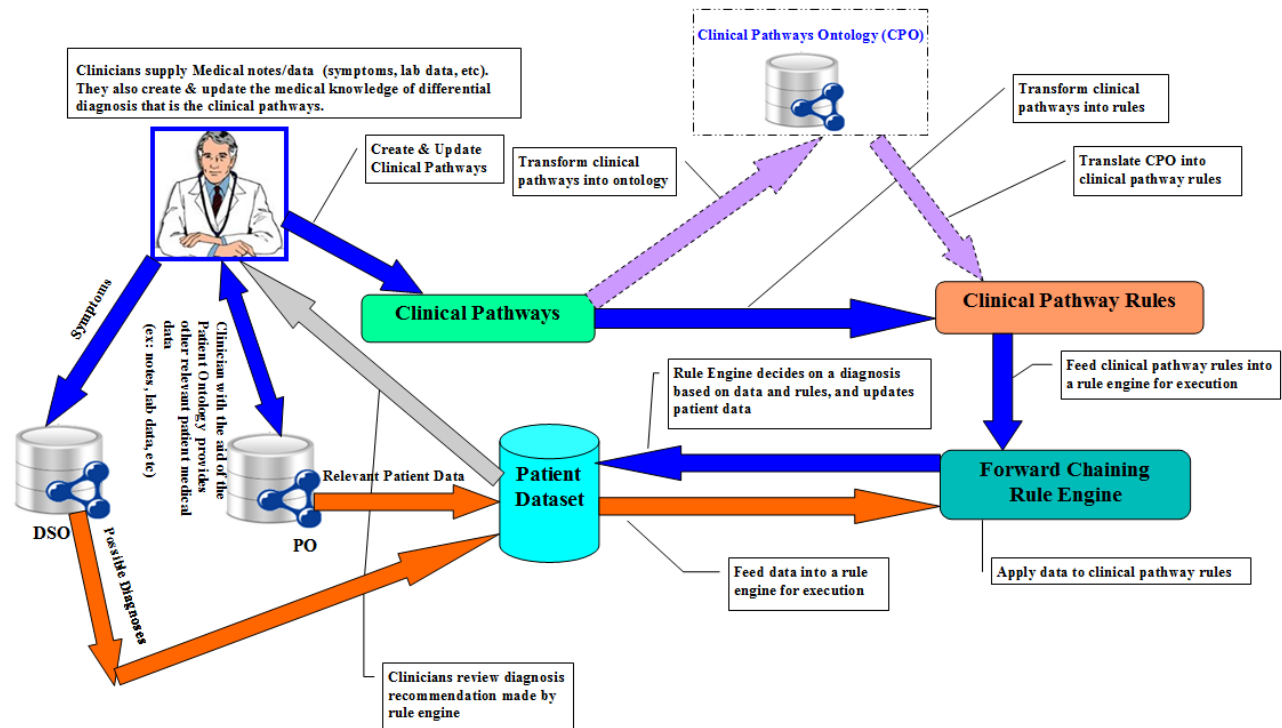 Clinical Pathways Ontology (CPO)
Clinicians supply Medical notes/data (symptoms, lab data, etc).
They also create & update the medical knowledge of differential
diagnosis that is the clinical pathways.
Transform clinical
pathways into rules
Create & Update
Clinical Pathways
Transform clinical
pathways into ontology
Translate CPO into
clinical pathway rules
Clinical Pathways
Clinical Pathway Rules
Symptoms
Clinician with the aid of the
Patient Ontology provides
other relevant patient medical
data
(ex: notes, lab data, etc)
Rule Engine decides on a diagnosis
based on data and rules, and updates
patient data
Feed clinical pathway rules into
a rule engine for execution
Relevant Patient Data
Patient
Dataset
Forward Chaining
Rule Engine
DSO
PO
Possible Diagnoses
Feed data into a rule
engine for execution
Apply data to clinical pathway rules
Clinicians review diagnosis
recommendation made by
rule engine